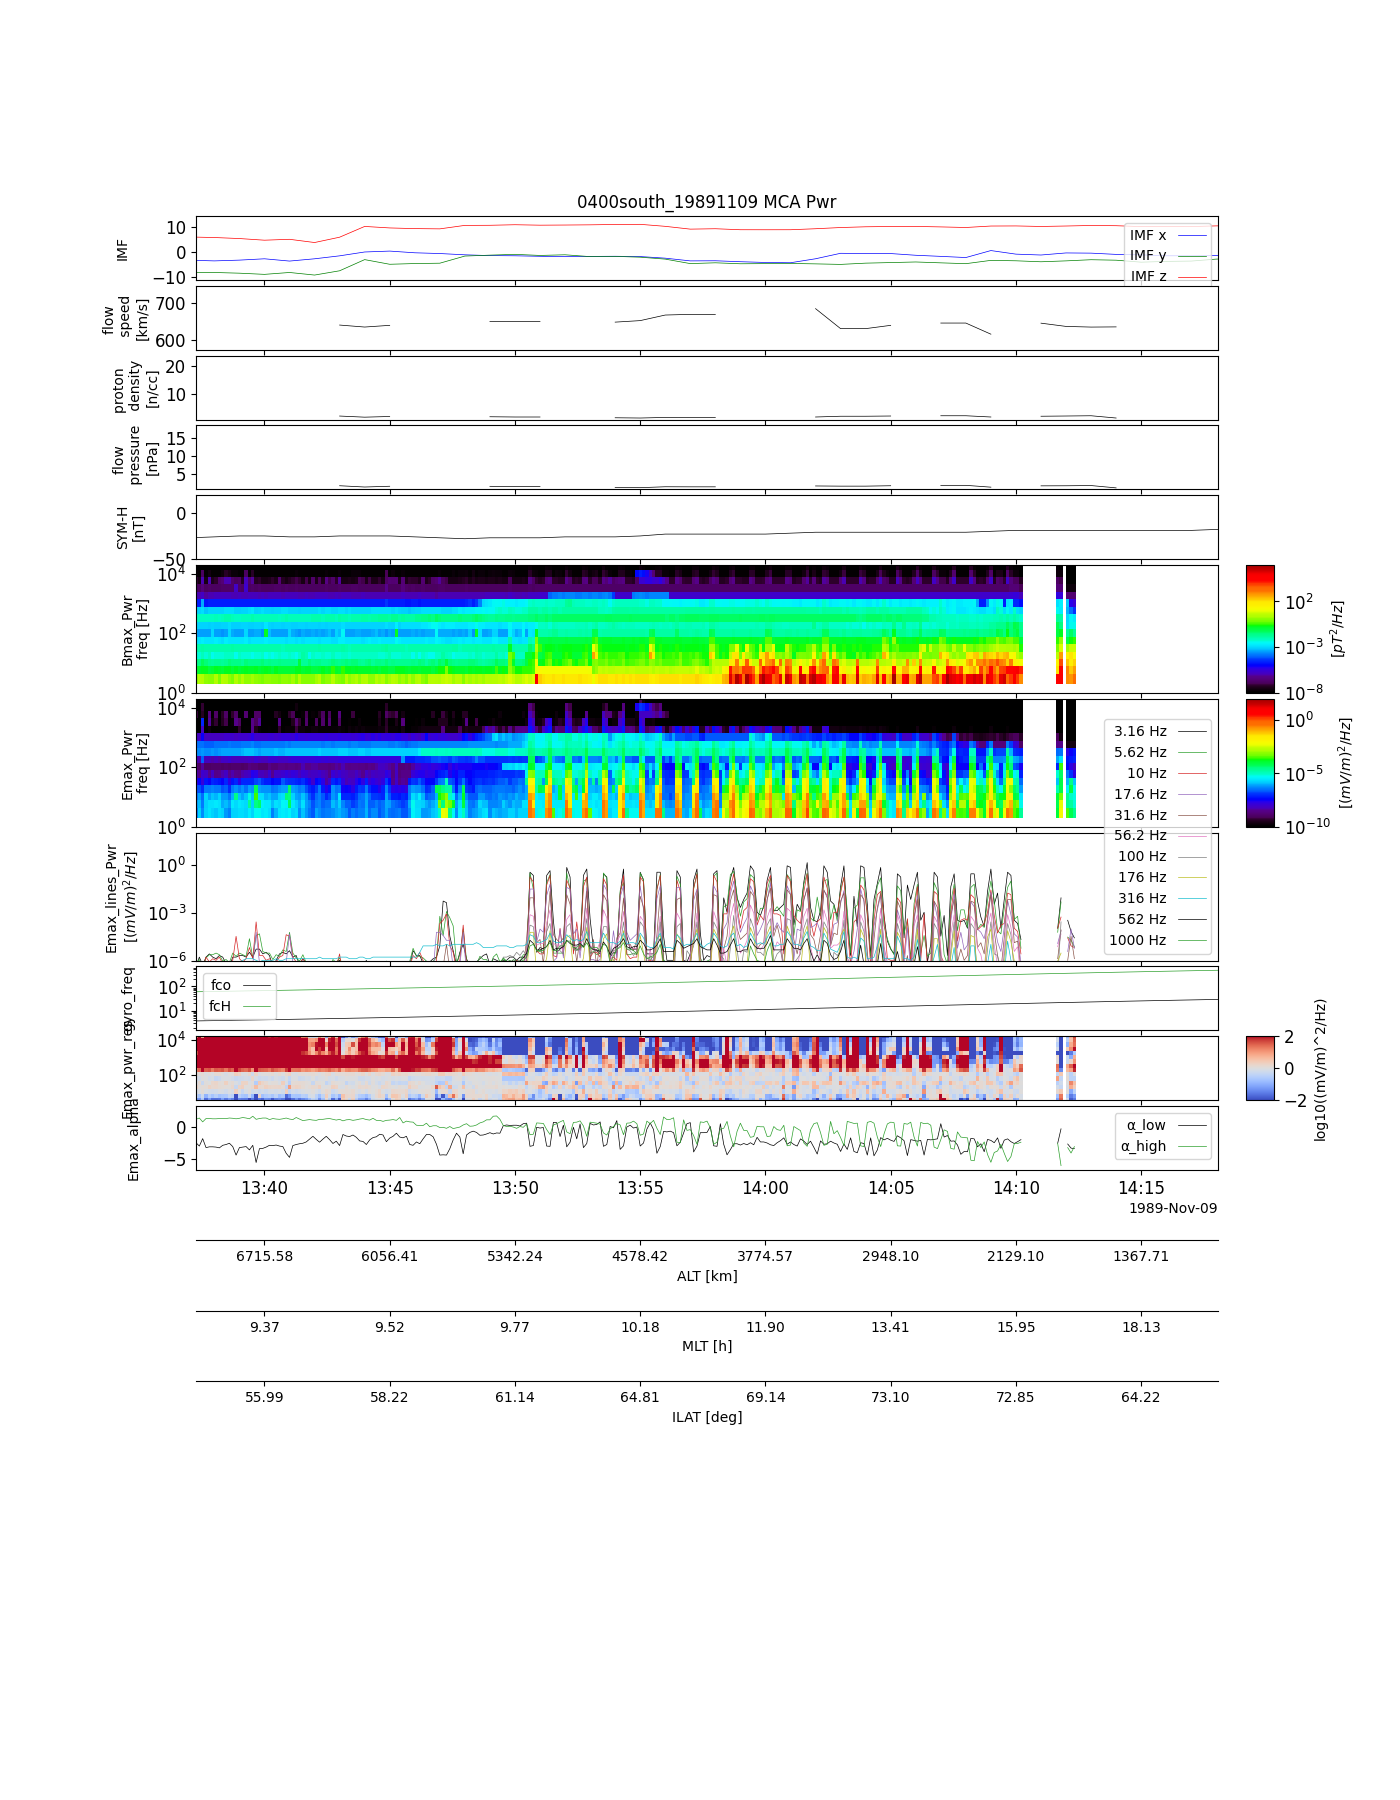 0400south_19891109 MCA Pwr
IMF
10
0
−10
IMF x
IMF y
IMF z
flow
speed
[km/s]
700
600
proton
density
[n/cc]
20
10
flow
pressure
[nPa]
15
10
5
SYM-H
[nT]
0
−50
Bmax_Pwr
freq [Hz]
10^4
10^2
10^0
10^2
10^−3
10^−8
[pT^2/Hz]
Emax_Pwr
freq [Hz]
10^4
10^2
10^0
10^0
10^−5
10^−10
[(mV/m)^2/Hz]
3.16 Hz
5.62 Hz
10 Hz
17.6 Hz
31.6 Hz
56.2 Hz
100 Hz
176 Hz
316 Hz
562 Hz
1000 Hz
Emax_lines_Pwr
[(mV/m)^2/Hz]
10^0
10^−3
10^−6
gyro_freq
10^2
10^1
fco
fcH
Emax_pwr_res
10^4
10^2
2
0
−2
log10((mV/m)^2/Hz)
Emax_alpha
0
−5
α_low
α_high
13:40 13:45 13:50 13:55 14:00 14:05 14:10 14:15
1989-Nov-09
6715.58 6056.41 5342.24 4578.42 3774.57 2948.10 2129.10 1367.71
ALT [km]
9.37 9.52 9.77 10.18 11.90 13.41 15.95 18.13
MLT [h]
55.99 58.22 61.14 64.81 69.14 73.10 72.85 64.22
ILAT [deg]